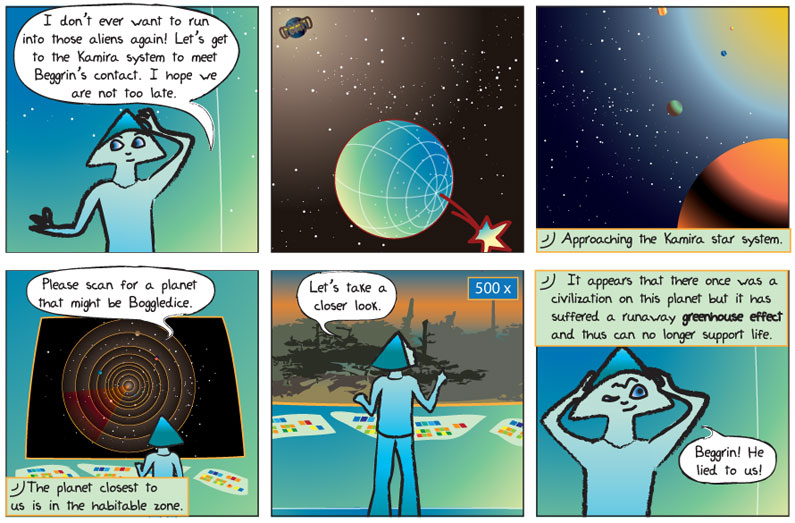 I don't ever want to run
into those aliens again! Let's get
to the Kamira system to meet
Beggrin's contact. I hope we
are not too late.
Approaching the Kamira star system.
Please scan for a planet
that might be Boggledice.
The planet closest to
us is in the habitable zone.
Let's take a
closer look.
500 x
It appears that there once was a
civilization on this planet but it has
suffered a runaway greenhouse effect
and thus can no longer support life.
Beggrin! He
lied to us!